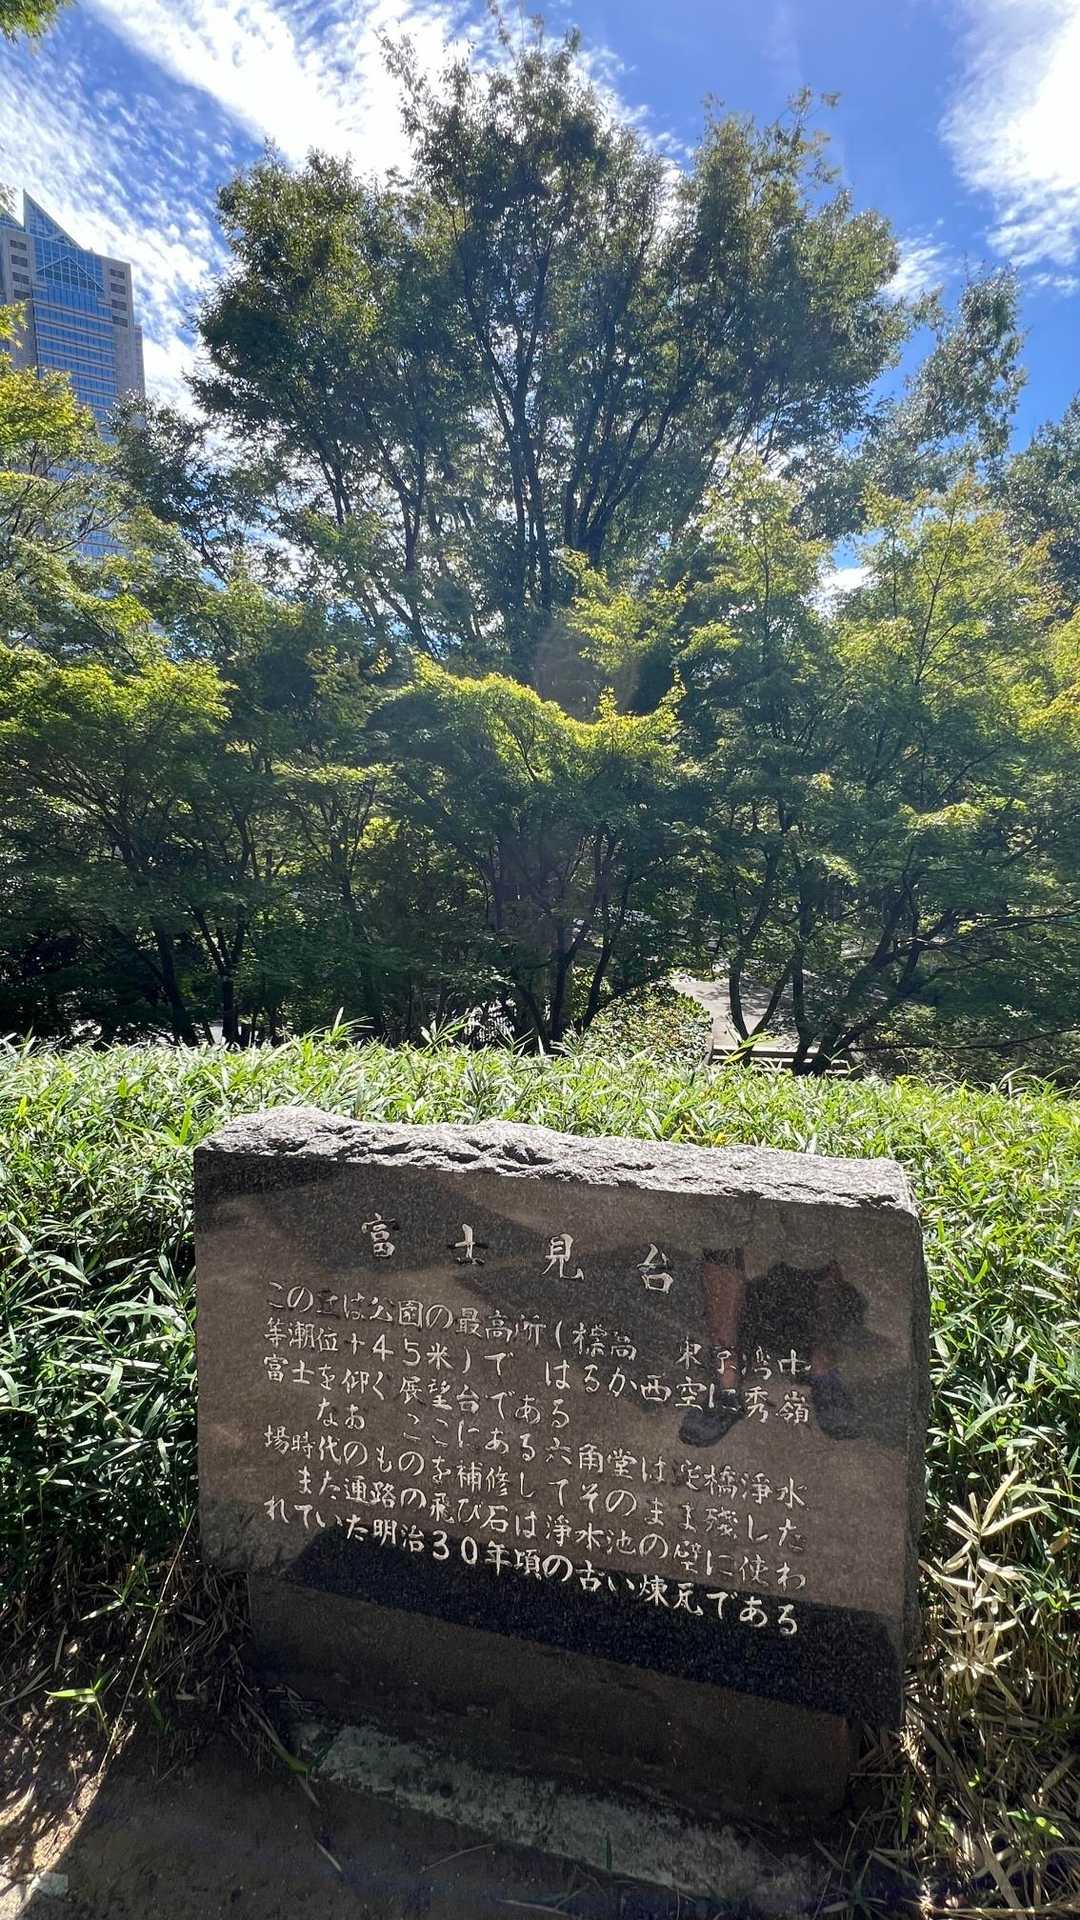 富士見台
この丘は公園の最高所(標高 東京湾中
等潮位+45米)で はるか西空に秀嶺
富士を仰ぐ展望台である
なお ここにある六角堂は淀橋浄水
場時代のものを補修してそのまま残した
また通路の飛び石は浄水池の壁に使わ
れていた明治30年頃の古い煉瓦である